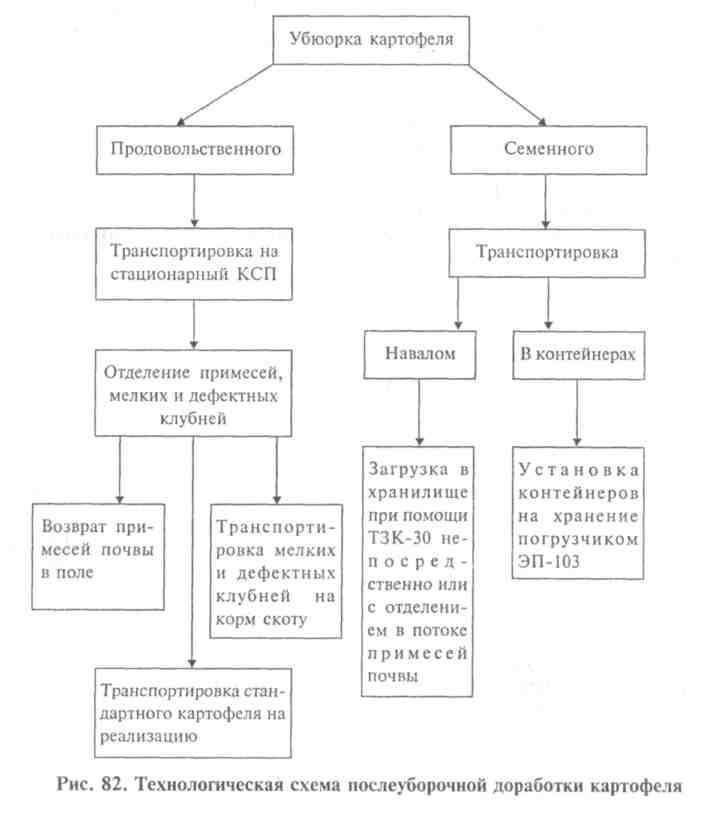 Убюорка картофеля
Продовольственного
Семенного
Транспортировка на
стационарный КСП
Транспортировка
Отделение примесей,
мелких и дефектных
клубней
Навалом
В контейнерах
Возврат при-
месей почвы
в поле
Транспорти-
ровка мелких
и дефектных
клубней на
корм скоту
Загрузка в
хранилище
при помощи
ТЗК-30 не-
посред-
ственно или
с отделени-
ем в потоке
примесей
почвы
Установка
контейнеров
на хранение
погрузчиком
ЭП-103
Транспортировка стан-
дартного картофеля на
реализацию
Рис. 82. Технологическая схема послеуборочной доработки картофеля